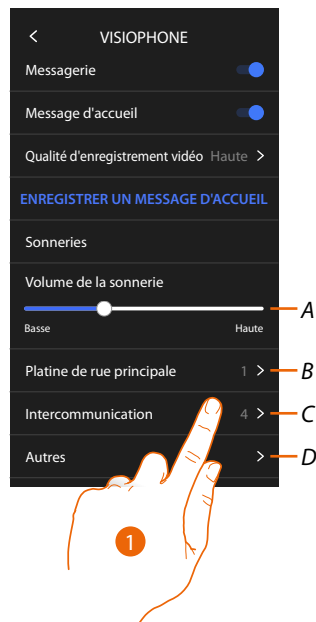 VISIOPHONE
Messagerie
Message d'accueil
Qualité d'enregistrement vidéo Haute
ENREGISTRER UN MESSAGE D'ACCUEIL
Sonneries
Volume de la sonnerie
A
Basse Haute
Platine de rue principale 1 B
Intercommunication 4 C
Autres D
1